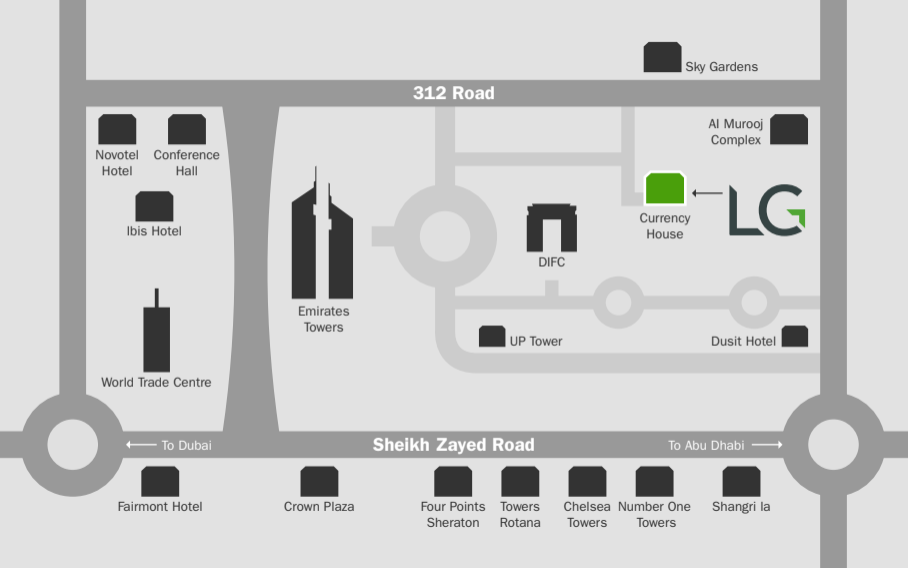 Sky Gardens
312 Road
Al Murooj
Complex
Novotel
Hotel
Conference
Hall
Ibis Hotel
LG
Currency
House
DIFC
Emirates
Towers
UP Tower
Dusit Hotel
World Trade Centre
To Dubai
Sheikh Zayed Road
To Abu Dhabi
Fairmont Hotel
Crown Plaza
Four Points
Sheraton
Towers
Rotana
Chelsea
Towers
Number One
Towers
Shangri la